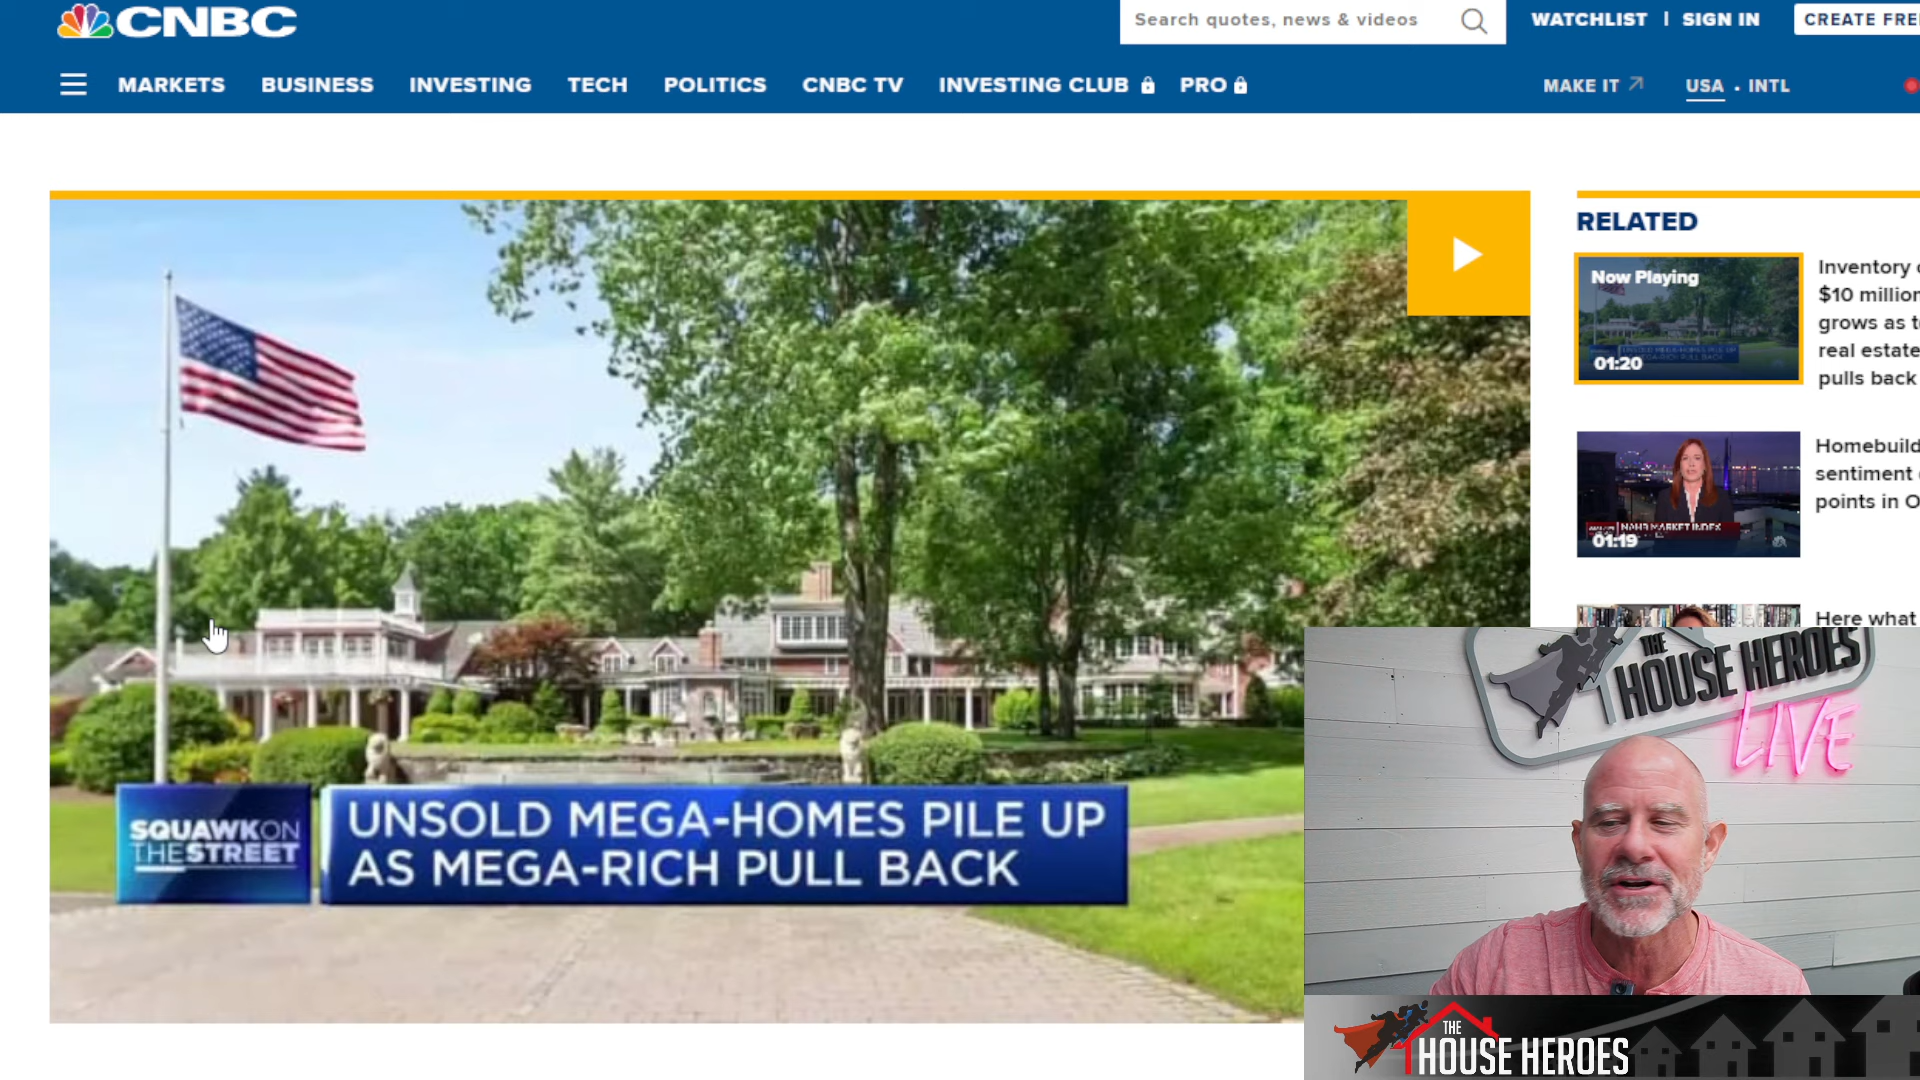 CNBC
Search quotes, news & videos
WATCHLIST | SIGN IN
CREATE FRE
MARKETS BUSINESS INVESTING TECH POLITICS CNBC TV INVESTING CLUB PRO
MAKE IT USA • INTL
RELATED
Now Playing
01:20
Inventory
$10 million
grows as t
real estate
pulls back
NAHB MARKET INDEX
01:19
Homebuild
sentiment
points in O
Here what
SQUAWK ON
THE STREET
UNSOLD MEGA-HOMES PILE UP
AS MEGA-RICH PULL BACK
THE
HOUSE HEROES
LIVE
THE
HOUSE HEROES